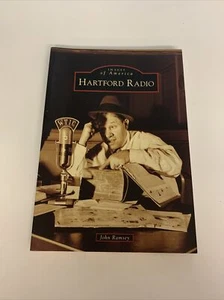 IMAGES
of America
HARTFORD RADIO
WTIC
John Ramsey